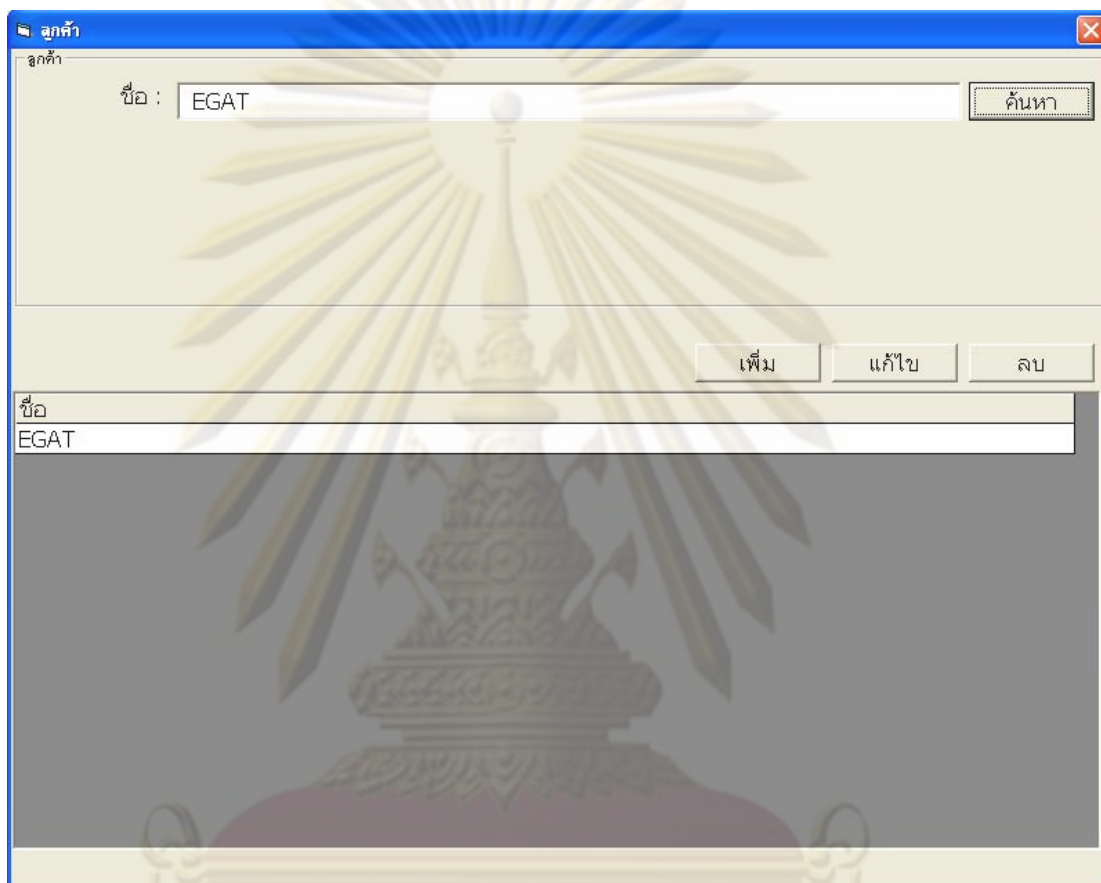 ลูกค้า
ลูกค้า
ชื่อ : EGAT ค้นหา
เพิ่ม แก้ไข ลบ
ชื่อ
EGAT